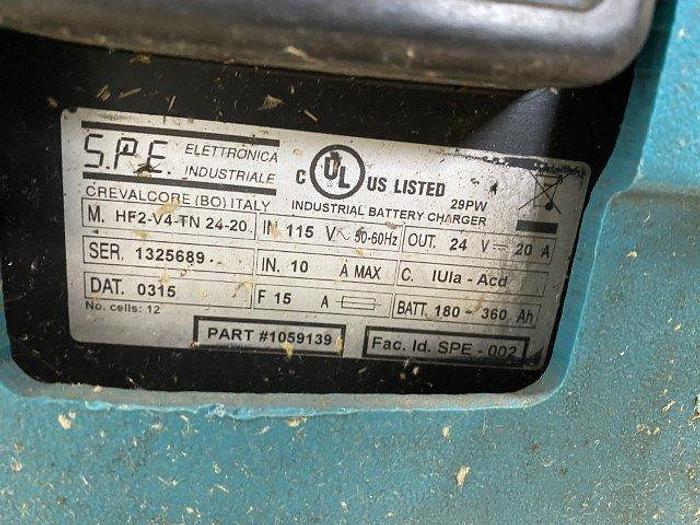 S.P.E. ELETTRONICA INDUSTRIALE
CREVALCORE (BO) ITALY
C UL US LISTED
29PW
INDUSTRIAL BATTERY CHARGER
M. HF2-V4-TN 24-20. IN 115 V~ 50-60Hz OUT. 24 V⎓ 20 A
SER. 1325689. IN. 10 A MAX C. IUIa - Acd
DAT. 0315 F 15 A BATT. 180 - 360 Ah
No. cells: 12
PART #1059139 Fac. Id. SPE - 002